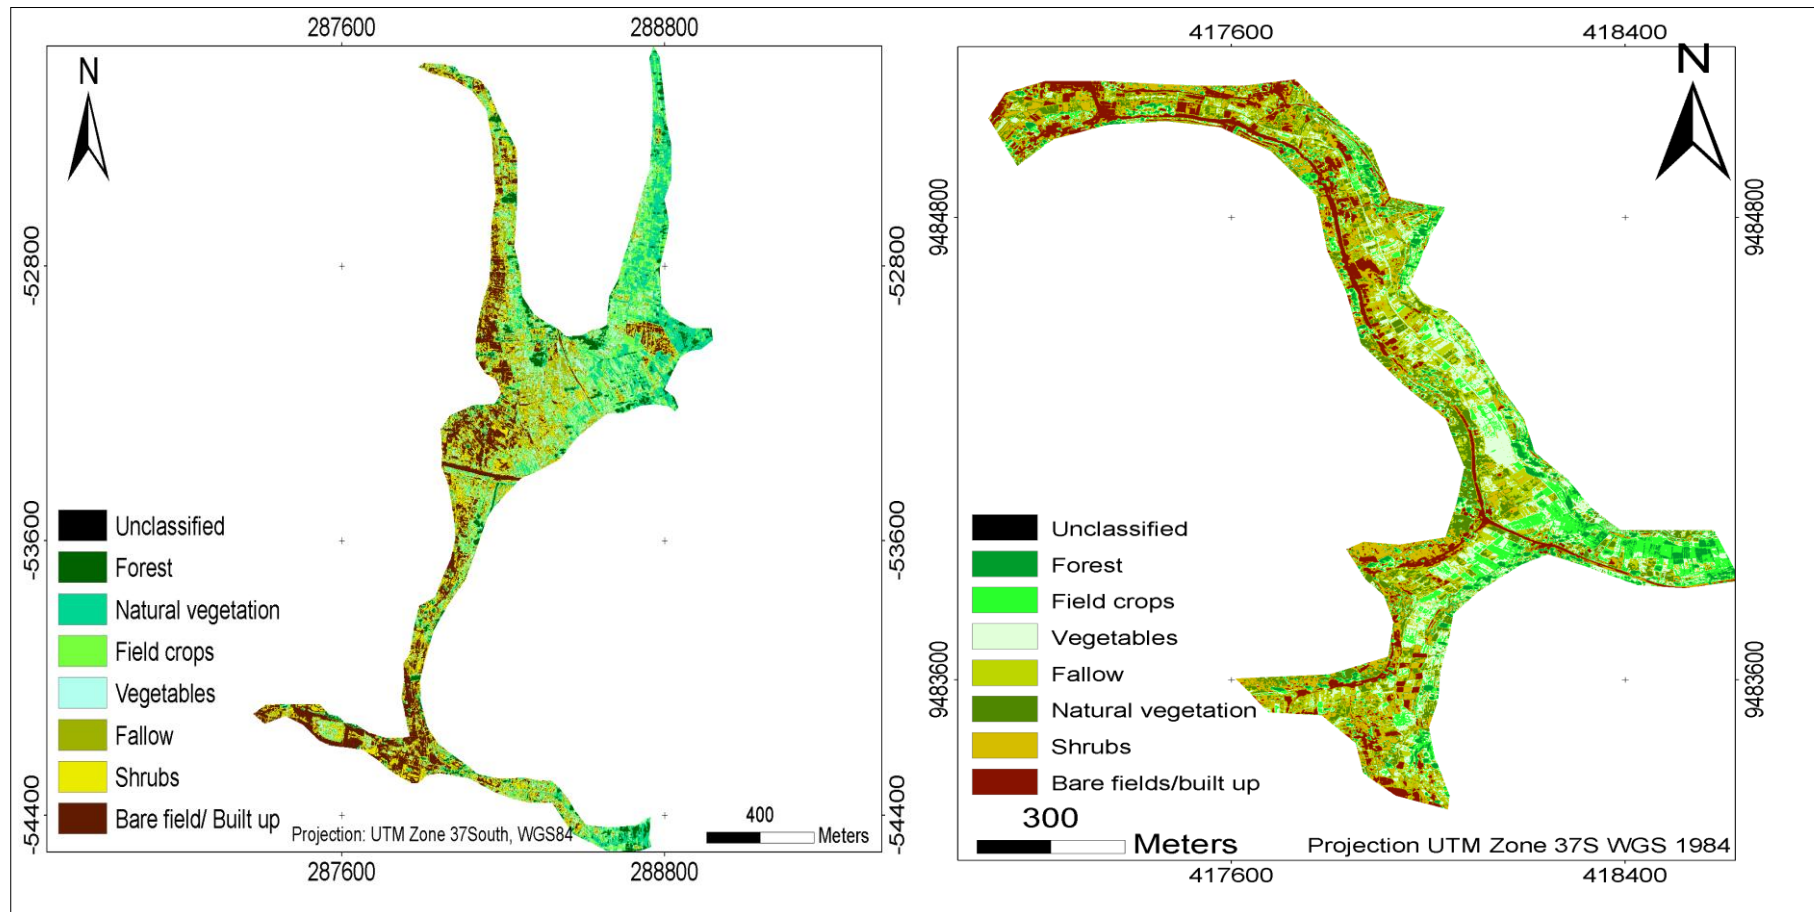 287600
288800
N
-52800
-52800
-53600
-53600
-54400
-54400
Unclassified
Forest
Natural vegetation
Field crops
Vegetables
Fallow
Shrubs
Bare field/ Built up
Projection: UTM Zone 37South, WGS84
400
Meters
287600
288800
417600
418400
N
9484800
9484800
9483600
9483600
Unclassified
Forest
Field crops
Vegetables
Fallow
Natural vegetation
Shrubs
Bare fields/built up
300
Meters
Projection UTM Zone 37S WGS 1984
417600
418400